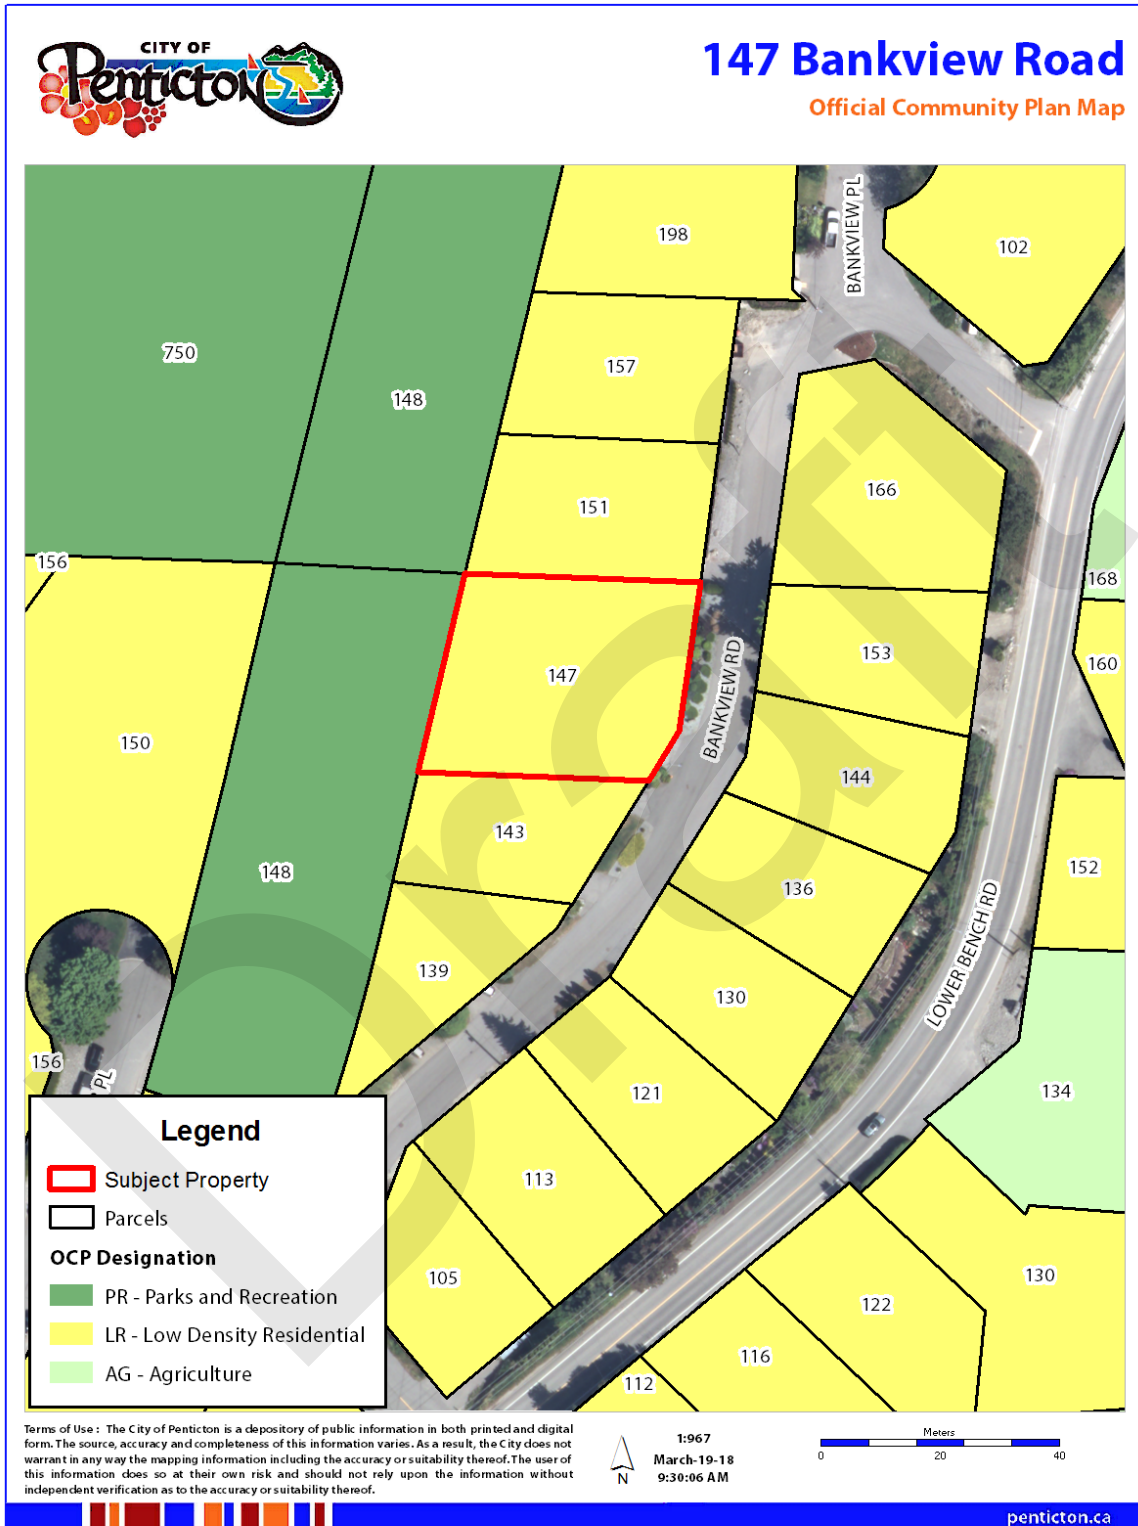 CITY OF
Penticton
147 Bankview Road
Official Community Plan Map
BANKVIEW PL
198
102
750
157
148
151
166
156
168
147
153
160
BANKVIEW RD
150
144
143
148
152
136
139
130
LOWER BENCH RD
156
PL
121
134
113
105
130
122
116
112
Draft
Legend
Subject Property
Parcels
OCP Designation
PR - Parks and Recreation
LR - Low Density Residential
AG - Agriculture
Terms of Use : The City of Penticton is a depository of public information in both printed and digital
form. The source, accuracy and completeness of this information varies. As a result, the City does not
warrant in any way the mapping information including the accuracy or suitability thereof. The user of
this information does so at their own risk and should not rely upon the information without
independent verification as to the accuracy or suitability thereof.
N
1:967
March-19-18
9:30:06 AM
Meters
0 20 40
penticton.ca